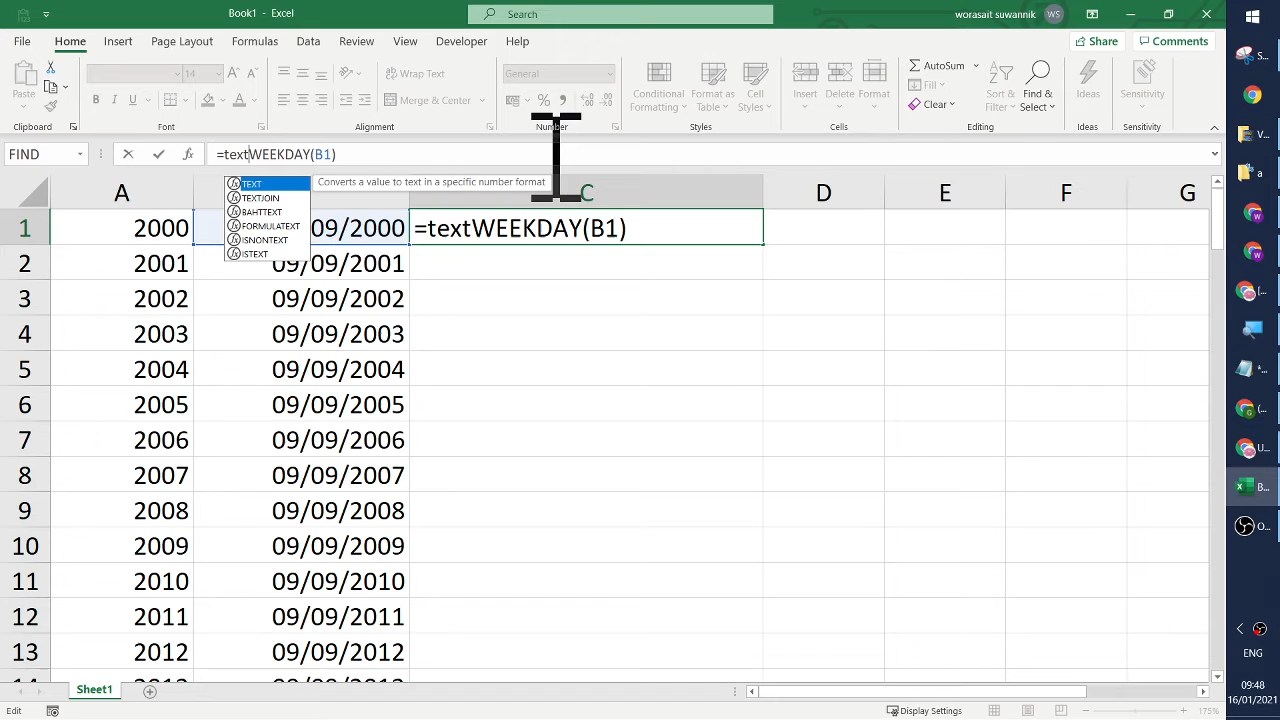 Book1 - Excel
Search
worasait suwannik WS
File Home Insert Page Layout Formulas Data Review View Developer Help
Share Comments
Paste
14
B I U
Wrap Text
Merge & Center
General
Conditional Formatting
Format as Table
Cell Styles
Insert Delete Format
AutoSum
Fill
Clear
Sort & Filter
Find & Select
Ideas
Sensitivity
Clipboard Font Alignment Number Styles Cells Editing Ideas Sensitivity
FIND =textWEEKDAY(B1)
TEXT Converts a value to text in a specific number format
TEXTJOIN
BAHTTEXT
FORMULATEXT
ISNONTEXT
ISTEXT
A C D E F G
1 2000 09/2000 =textWEEKDAY(B1)
2 2001 09/09/2001
3 2002 09/09/2002
4 2003 09/09/2003
5 2004 09/09/2004
6 2005 09/09/2005
7 2006 09/09/2006
8 2007 09/09/2007
9 2008 09/09/2008
10 2009 09/09/2009
11 2010 09/09/2010
12 2011 09/09/2011
13 2012 09/09/2012
Sheet1
Edit Display Settings 175%
S...
V...
a
[...
(...
U...
B...
O...
ENG
09:48
16/01/2021